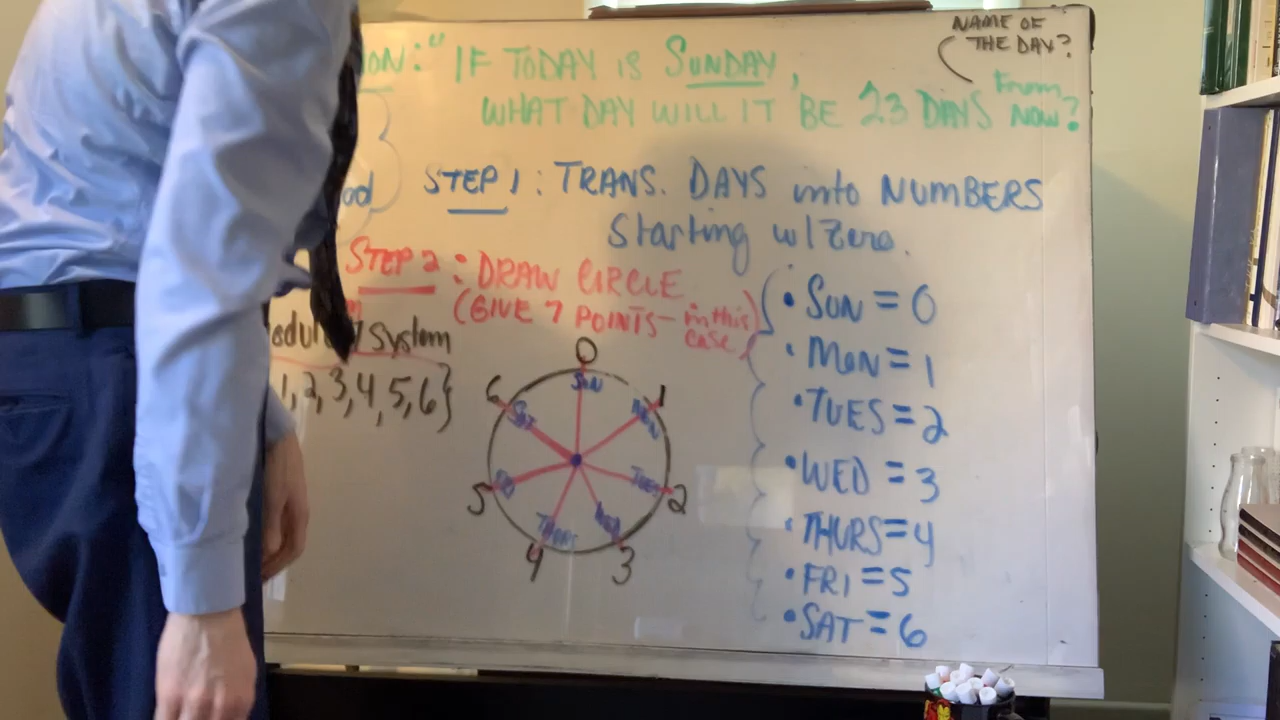 NAME OF
THE DAY?
ON: "IF TODAY IS SUNDAY,
WHAT DAY WILL IT BE 23 DAYS From NOW?
od
STEP 1: TRANS. DAYS into NUMBERS
Starting w/Zero.
STEP 2: DRAW CIRCLE
(GIVE 7 POINTS- in this case)
• SUN = 0
• MON = 1
• TUES = 2
• WED = 3
• THURS = 4
• FRI = 5
• SAT = 6
System
1, 2, 3, 4, 5, 6}
0
SUN
1
MON
2
TUES
3
WED
4
THURS
5
6
SAT